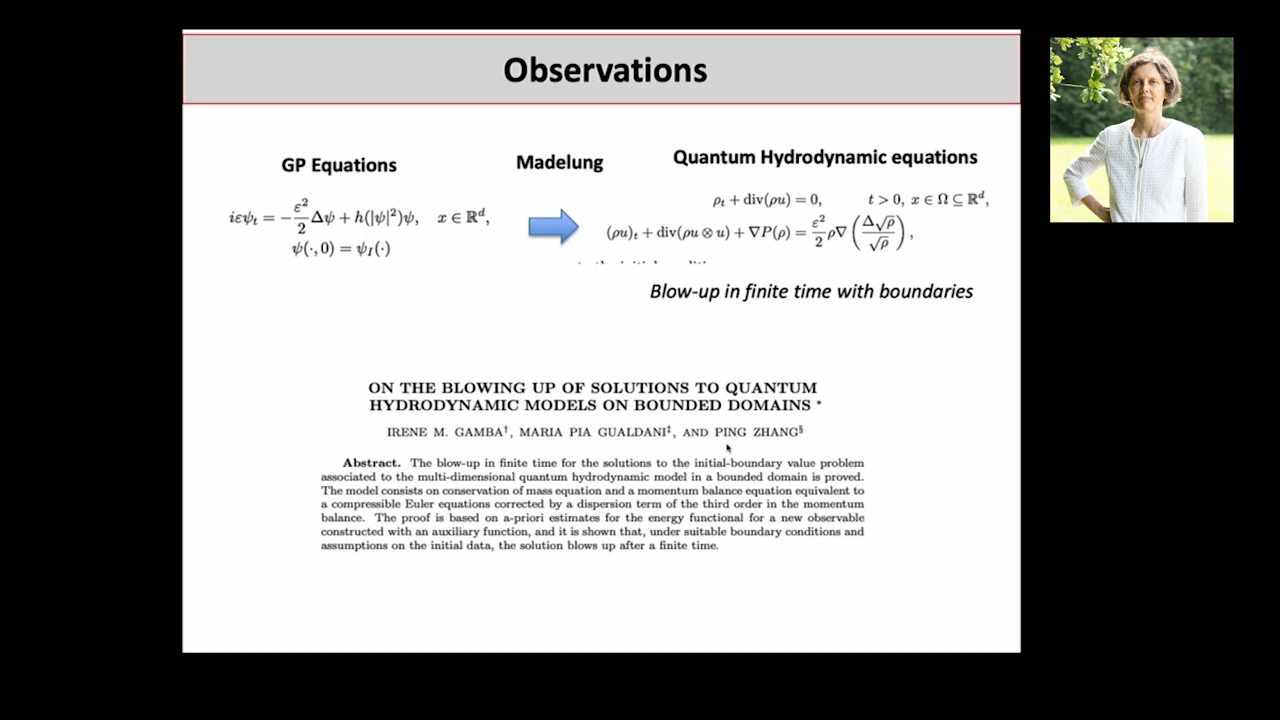 Observations
GP Equations
Madelung
Quantum Hydrodynamic equations
iεψ_t = −ε²/2 Δψ + h(|ψ|²)ψ, x ∈ ℝ^d,
ψ(·, 0) = ψ_I(·)
ρ_t + div(ρu) = 0, t > 0, x ∈ Ω ⊆ ℝ^d,
(ρu)_t + div(ρu ⊗ u) + ∇P(ρ) = ε²/2 ρ∇(Δ√ρ/√ρ),
Blow-up in finite time with boundaries
ON THE BLOWING UP OF SOLUTIONS TO QUANTUM
HYDRODYNAMIC MODELS ON BOUNDED DOMAINS *
IRENE M. GAMBA†, MARIA PIA GUALDANI‡, AND PING ZHANG§
Abstract. The blow-up in finite time for the solutions to the initial-boundary value problem
associated to the multi-dimensional quantum hydrodynamic model in a bounded domain is proved.
The model consists on conservation of mass equation and a momentum balance equation equivalent to
a compressible Euler equations corrected by a dispersion term of the third order in the momentum
balance. The proof is based on a-priori estimates for the energy functional for a new observable
constructed with an auxiliary function, and it is shown that, under suitable boundary conditions and
assumptions on the initial data, the solution blows up after a finite time.